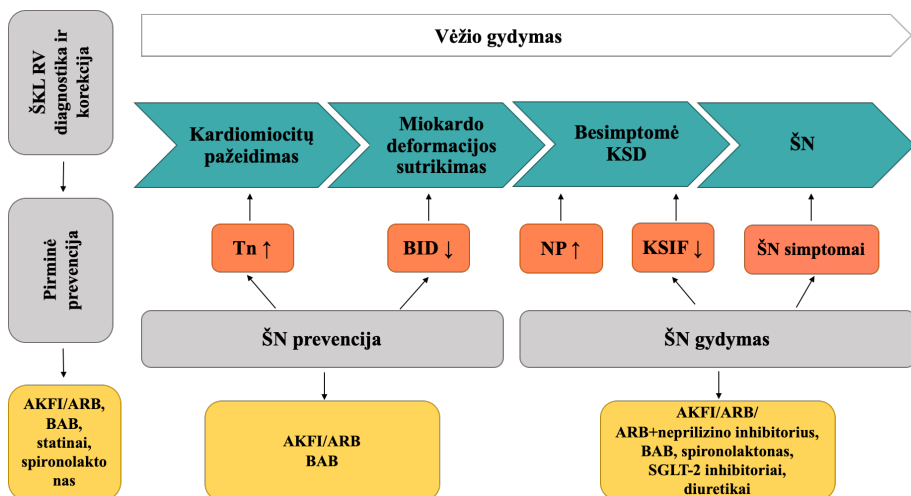 ŠKL RV
diagnostika ir
korekcija
Pirminė
prevencija
AKFI/ARB,
BAB,
statinai,
spironolakto
nas
Vėžio gydymas
Kardiomiocitų
pažeidimas
Miokardo
deformacijos
sutrikimas
Besimptomė
KSD
ŠN
Tn ↑
BID ↓
NP ↑
KSIF ↓
ŠN simptomai
ŠN prevencija
ŠN gydymas
AKFI/ARB
BAB
AKFI/ARB/
ARB+neprilizino inhibitorius,
BAB, spironolaktonas,
SGLT-2 inhibitoriai,
diuretikai